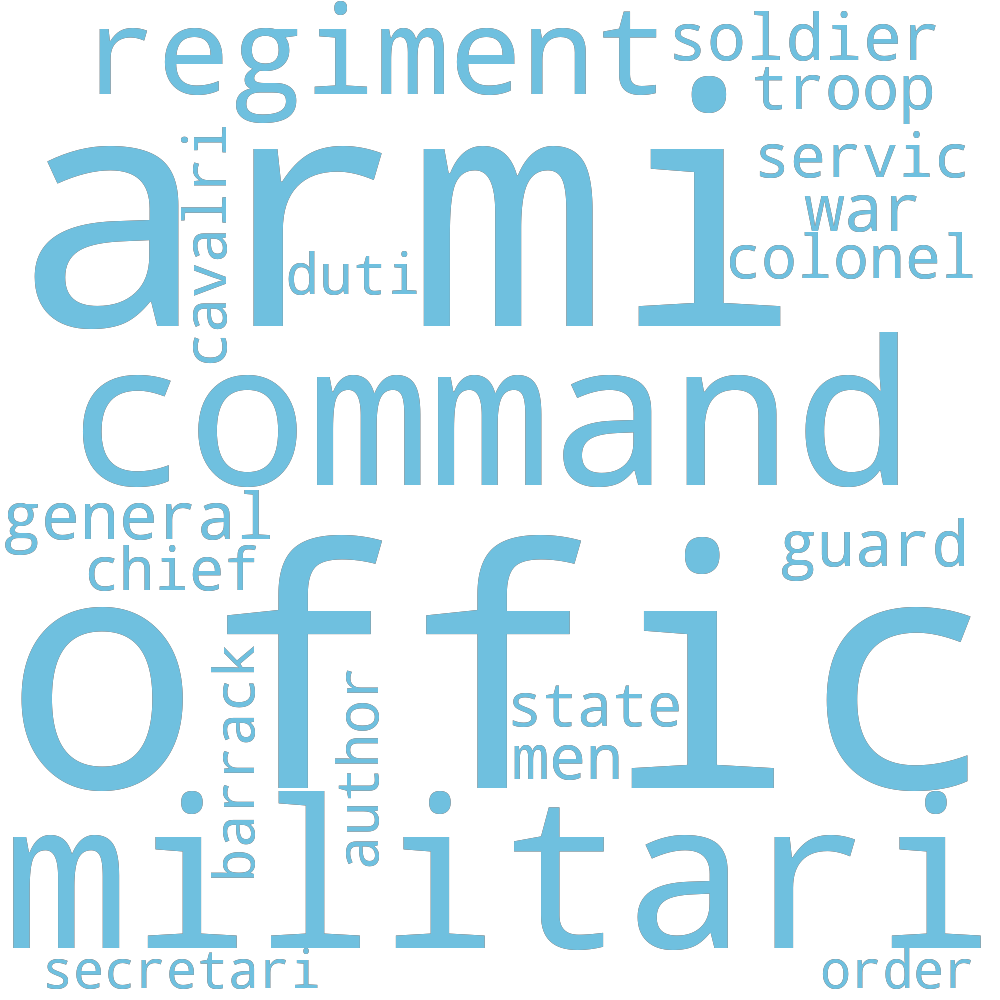 regiment
soldier
troop
armi
cavalri
servic
war
colonel
duti
command
general
chief
guard
offic
barrack
author
state
men
militari
secretari
order